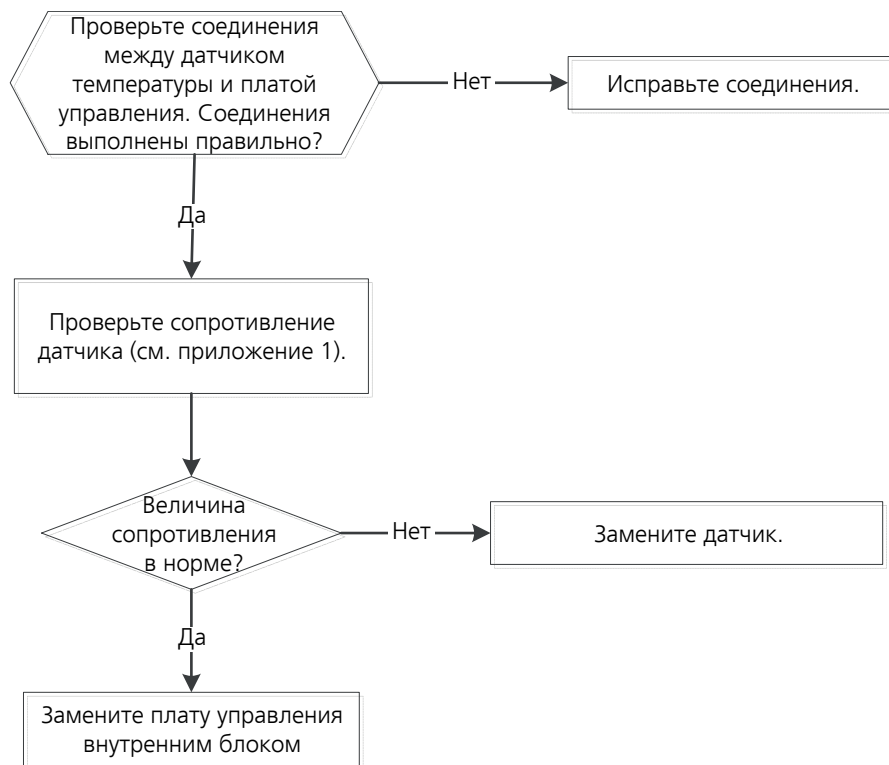 Проверьте соединения
между датчиком
температуры и платой
управления. Соединения
выполнены правильно?
Нет
Исправьте соединения.
Да
Проверьте сопротивление
датчика (см. приложение 1).
Величина
сопротивления
в норме?
Нет
Замените датчик.
Да
Замените плату управления
внутренним блоком